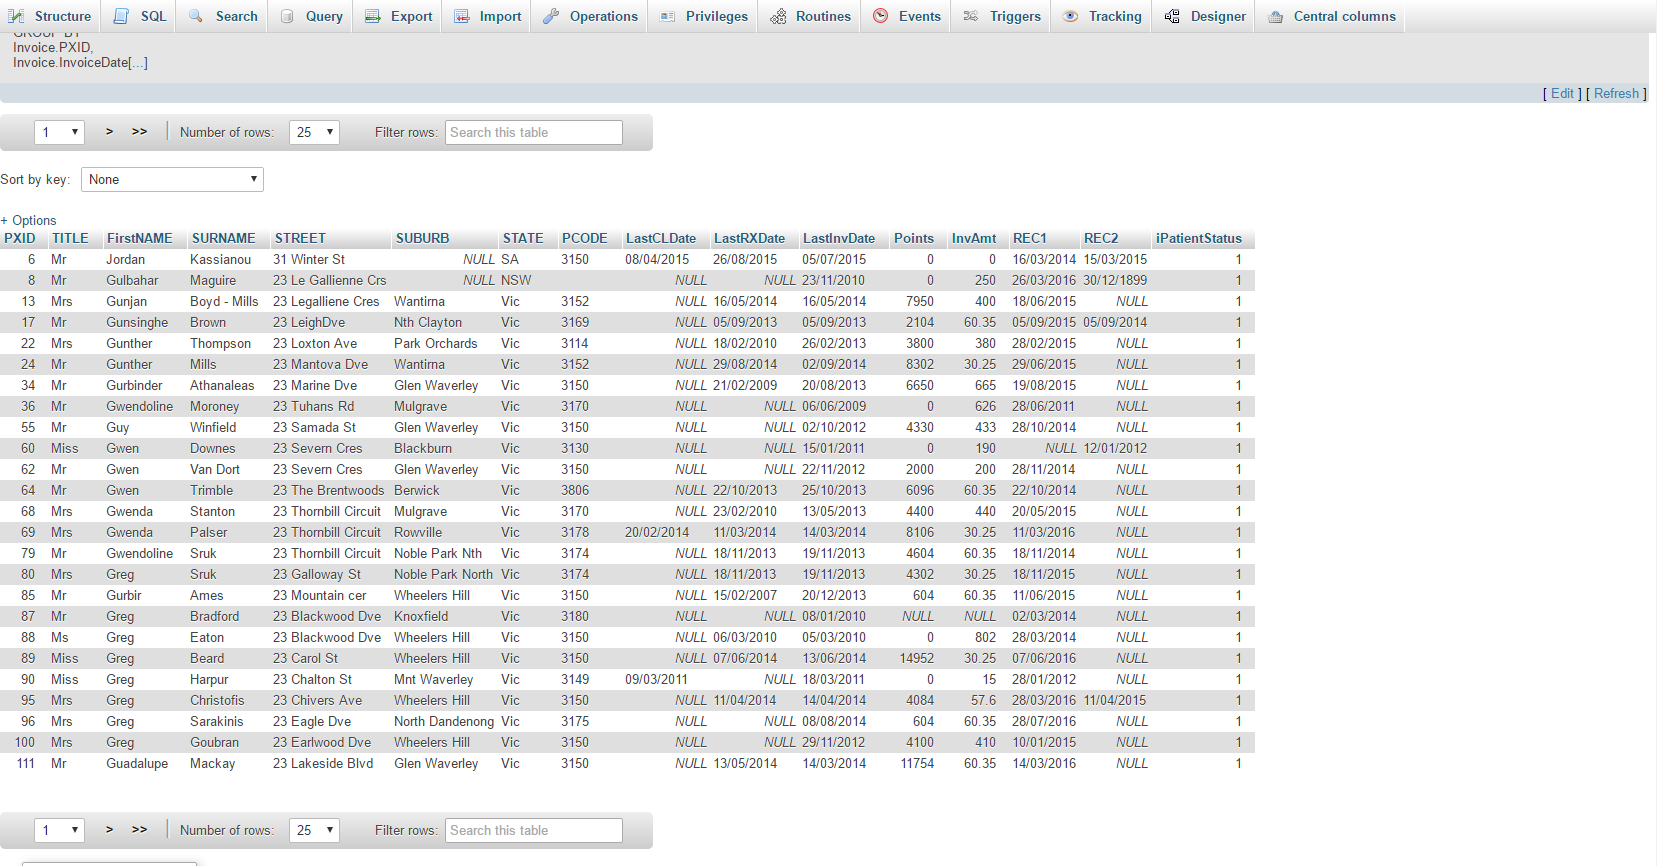 Structure SQL Search Query Export Import Operations Privileges Routines Events Triggers Tracking Designer Central columns
GROUP BY
Invoice.PXID,
Invoice.InvoiceDate[...]
[ Edit ] [ Refresh ]
1 > >> Number of rows: 25 Filter rows: Search this table
Sort by key: None
+ Options
PXID TITLE FirstNAME SURNAME STREET SUBURB STATE PCODE LastCLDate LastRXDate LastInvDate Points InvAmt REC1 REC2 iPatientStatus
6 Mr Jordan Kassianou 31 Winter St NULL SA 3150 08/04/2015 26/08/2015 05/07/2015 0 0 16/03/2014 15/03/2015 1
8 Mr Gulbahar Maguire 23 Le Gallienne Crs NULL NSW NULL NULL 23/11/2010 0 250 26/03/2016 30/12/1899 1
13 Mrs Gunjan Boyd - Mills 23 Legalliene Cres Wantirna Vic 3152 NULL 16/05/2014 16/05/2014 7950 400 18/06/2015 NULL 1
17 Mr Gunsinghe Brown 23 LeighDve Nth Clayton Vic 3169 NULL 05/09/2013 05/09/2013 2104 60.35 05/09/2015 05/09/2014 1
22 Mrs Gunther Thompson 23 Loxton Ave Park Orchards Vic 3114 NULL 18/02/2010 26/02/2013 3800 380 28/02/2015 NULL 1
24 Mr Gunther Mills 23 Mantova Dve Wantirna Vic 3152 NULL 29/08/2014 02/09/2014 8302 30.25 29/06/2015 NULL 1
34 Mr Gurbinder Athanaleas 23 Marine Dve Glen Waverley Vic 3150 NULL 21/02/2009 20/08/2013 6650 665 19/08/2015 NULL 1
36 Mr Gwendoline Moroney 23 Tuhans Rd Mulgrave Vic 3170 NULL NULL 06/06/2009 0 626 28/06/2011 NULL 1
55 Mr Guy Winfield 23 Samada St Glen Waverley Vic 3150 NULL NULL 02/10/2012 4330 433 28/10/2014 NULL 1
60 Miss Gwen Downes 23 Severn Cres Blackburn Vic 3130 NULL NULL 15/01/2011 0 190 NULL 12/01/2012 1
62 Mr Gwen Van Dort 23 Severn Cres Glen Waverley Vic 3150 NULL NULL 22/11/2012 2000 200 28/11/2014 NULL 1
64 Mr Gwen Trimble 23 The Brentwoods Berwick Vic 3806 NULL 22/10/2013 25/10/2013 6096 60.35 22/10/2014 NULL 1
68 Mrs Gwenda Stanton 23 Thornbill Circuit Mulgrave Vic 3170 NULL 23/02/2010 13/05/2013 4400 440 20/05/2015 NULL 1
69 Mrs Gwenda Palser 23 Thornbill Circuit Rowville Vic 3178 20/02/2014 11/03/2014 14/03/2014 8106 30.25 11/03/2016 NULL 1
79 Mr Gwendoline Sruk 23 Thornbill Circuit Noble Park Nth Vic 3174 NULL 18/11/2013 19/11/2013 4604 60.35 18/11/2014 NULL 1
80 Mrs Greg Sruk 23 Galloway St Noble Park North Vic 3174 NULL 18/11/2013 19/11/2013 4302 30.25 18/11/2015 NULL 1
85 Mr Gurbir Ames 23 Mountain cer Wheelers Hill Vic 3150 NULL 15/02/2007 20/12/2013 604 60.35 11/06/2015 NULL 1
87 Mr Greg Bradford 23 Blackwood Dve Knoxfield Vic 3180 NULL NULL 08/01/2010 NULL NULL 02/03/2014 NULL 1
88 Ms Greg Eaton 23 Blackwood Dve Wheelers Hill Vic 3150 NULL 06/03/2010 05/03/2010 0 802 28/03/2014 NULL 1
89 Miss Greg Beard 23 Carol St Wheelers Hill Vic 3150 NULL 07/06/2014 13/06/2014 14952 30.25 07/06/2016 NULL 1
90 Miss Greg Harpur 23 Chalton St Mnt Waverley Vic 3149 09/03/2011 NULL 18/03/2011 0 15 28/01/2012 NULL 1
95 Mrs Greg Christofis 23 Chivers Ave Wheelers Hill Vic 3150 NULL 11/04/2014 14/04/2014 4084 57.6 28/03/2016 11/04/2015 1
96 Mrs Greg Sarakinis 23 Eagle Dve North Dandenong Vic 3175 NULL NULL 08/08/2014 604 60.35 28/07/2016 NULL 1
100 Mrs Greg Goubran 23 Earlwood Dve Wheelers Hill Vic 3150 NULL NULL 29/11/2012 4100 410 10/01/2015 NULL 1
111 Mr Guadalupe Mackay 23 Lakeside Blvd Glen Waverley Vic 3150 NULL 13/05/2014 14/03/2014 11754 60.35 14/03/2016 NULL 1
1 > >> Number of rows: 25 Filter rows: Search this table